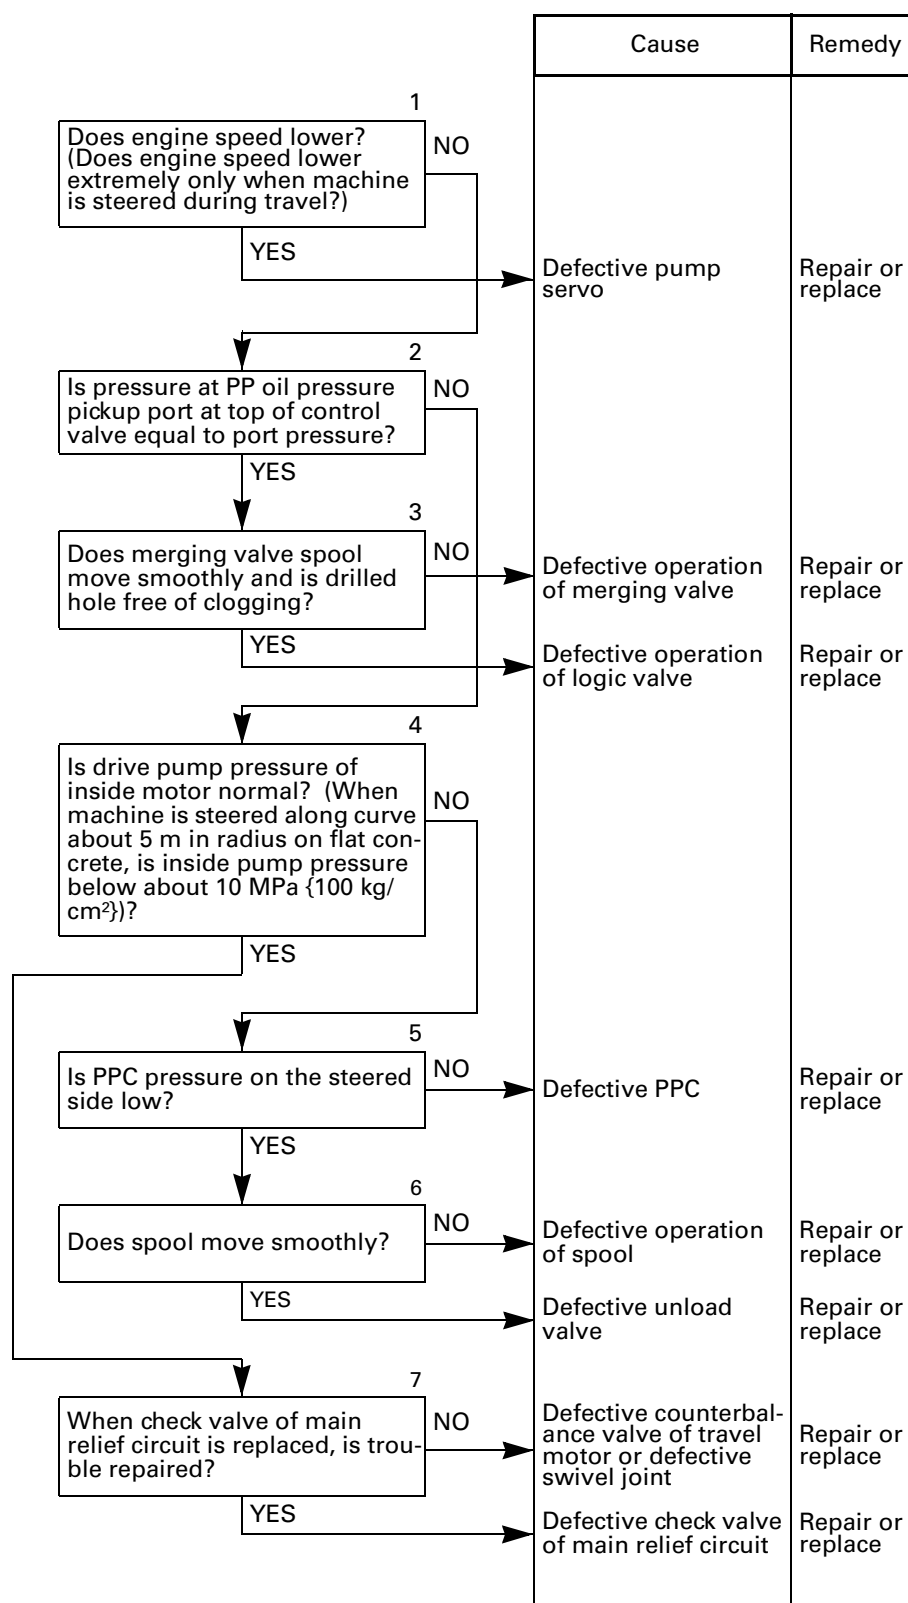 Cause
Remedy
1
Does engine speed lower?
(Does engine speed lower
extremely only when machine
is steered during travel?)
NO
YES
Defective pump
servo
Repair or
replace
2
Is pressure at PP oil pressure
pickup port at top of control
valve equal to port pressure?
NO
YES
3
Does merging valve spool
move smoothly and is drilled
hole free of clogging?
NO
Defective operation
of merging valve
Repair or
replace
YES
Defective operation
of logic valve
Repair or
replace
4
Is drive pump pressure of
inside motor normal? (When
machine is steered along curve
about 5 m in radius on flat con-
crete, is inside pump pressure
below about 10 MPa {100 kg/
cm²})?
NO
YES
5
Is PPC pressure on the steered
side low?
NO
Defective PPC
Repair or
replace
YES
6
Does spool move smoothly?
NO
Defective operation
of spool
Repair or
replace
YES
Defective unload
valve
Repair or
replace
7
When check valve of main
relief circuit is replaced, is trou-
ble repaired?
NO
Defective counterbal-
ance valve of travel
motor or defective
swivel joint
Repair or
replace
YES
Defective check valve
of main relief circuit
Repair or
replace